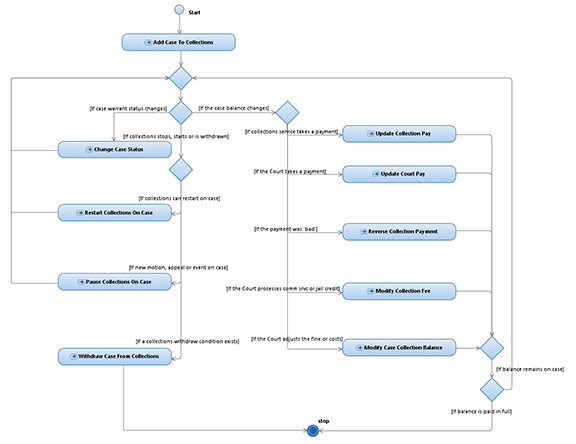 Start
Add Case To Collections
[If case warrant status changes]
[If the case balance changes]
[If collections stops, starts or is withdrawn]
[If collections service takes a payment]
Update Collection Pay
Change Case Status
[If the Court takes a payment]
Update Court Pay
[If collections can restart on case]
Restart Collections On Case
[If the payment was 'bad']
Reverse Collection Payment
[If new motion, appeal or event on case]
Pause Collections On Case
[If the Court processes comm srvc or jail credit]
Modify Collection Fee
[If a collections withdraw condition exists]
[If the Court adjusts the fine or costs]
Modify Case Collection Balance
Withdraw Case From Collections
[If balance remains on case]
[If balance is paid in full]
stop